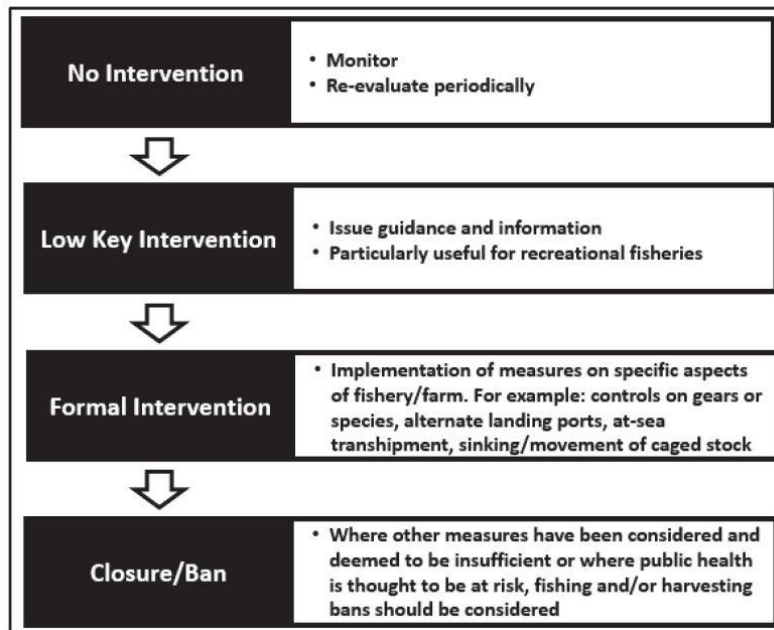 No Intervention
• Monitor
• Re-evaluate periodically
Low Key Intervention
• Issue guidance and information
• Particularly useful for recreational fisheries
Formal Intervention
• Implementation of measures on specific aspects
of fishery/farm. For example: controls on gears or
species, alternate landing ports, at-sea
transhipment, sinking/movement of caged stock
Closure/Ban
• Where other measures have been considered and
deemed to be insufficient or where public health
is thought to be at risk, fishing and/or harvesting
bans should be considered